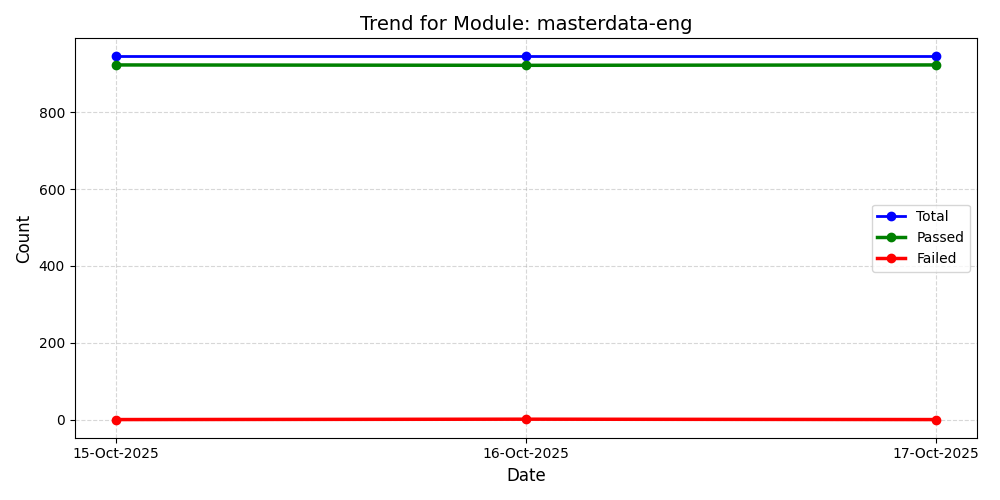 Trend for Module: masterdata-eng
Count
800
600
400
200
0
Total
Passed
Failed
15-Oct-2025
16-Oct-2025
17-Oct-2025
Date